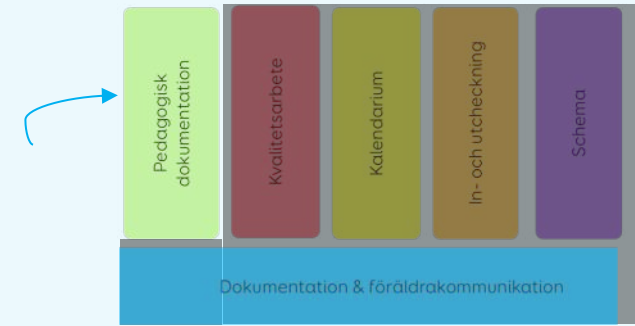 Pedagogisk
dokumentation
Kvalitetsarbete
Kalendarium
In- och utcheckning
Schema
Dokumentation & föräldrakommunikation